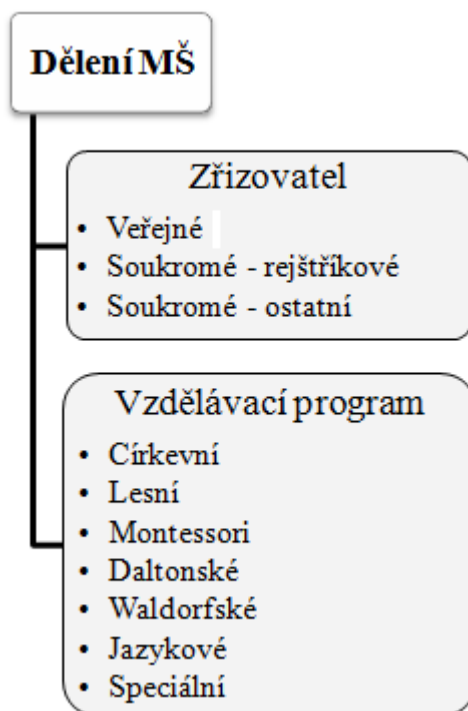 Dělení MŠ
Zřizovatel
• Veřejné
• Soukromé - rejštříkové
• Soukromé - ostatní
Vzdělávací program
• Církevní
• Lesní
• Montessori
• Daltonské
• Waldorfské
• Jazykové
• Speciální